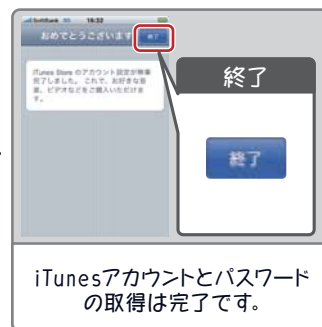 SoftBank 3G 16:32
おめでとうございます
終了
iTunes Store のアカウント設定が無事
完了しました。これで、お好きな音
楽、ビデオなどをご購入いただけま
す。
終了
終了
iTunesアカウントとパスワード
の取得は完了です。